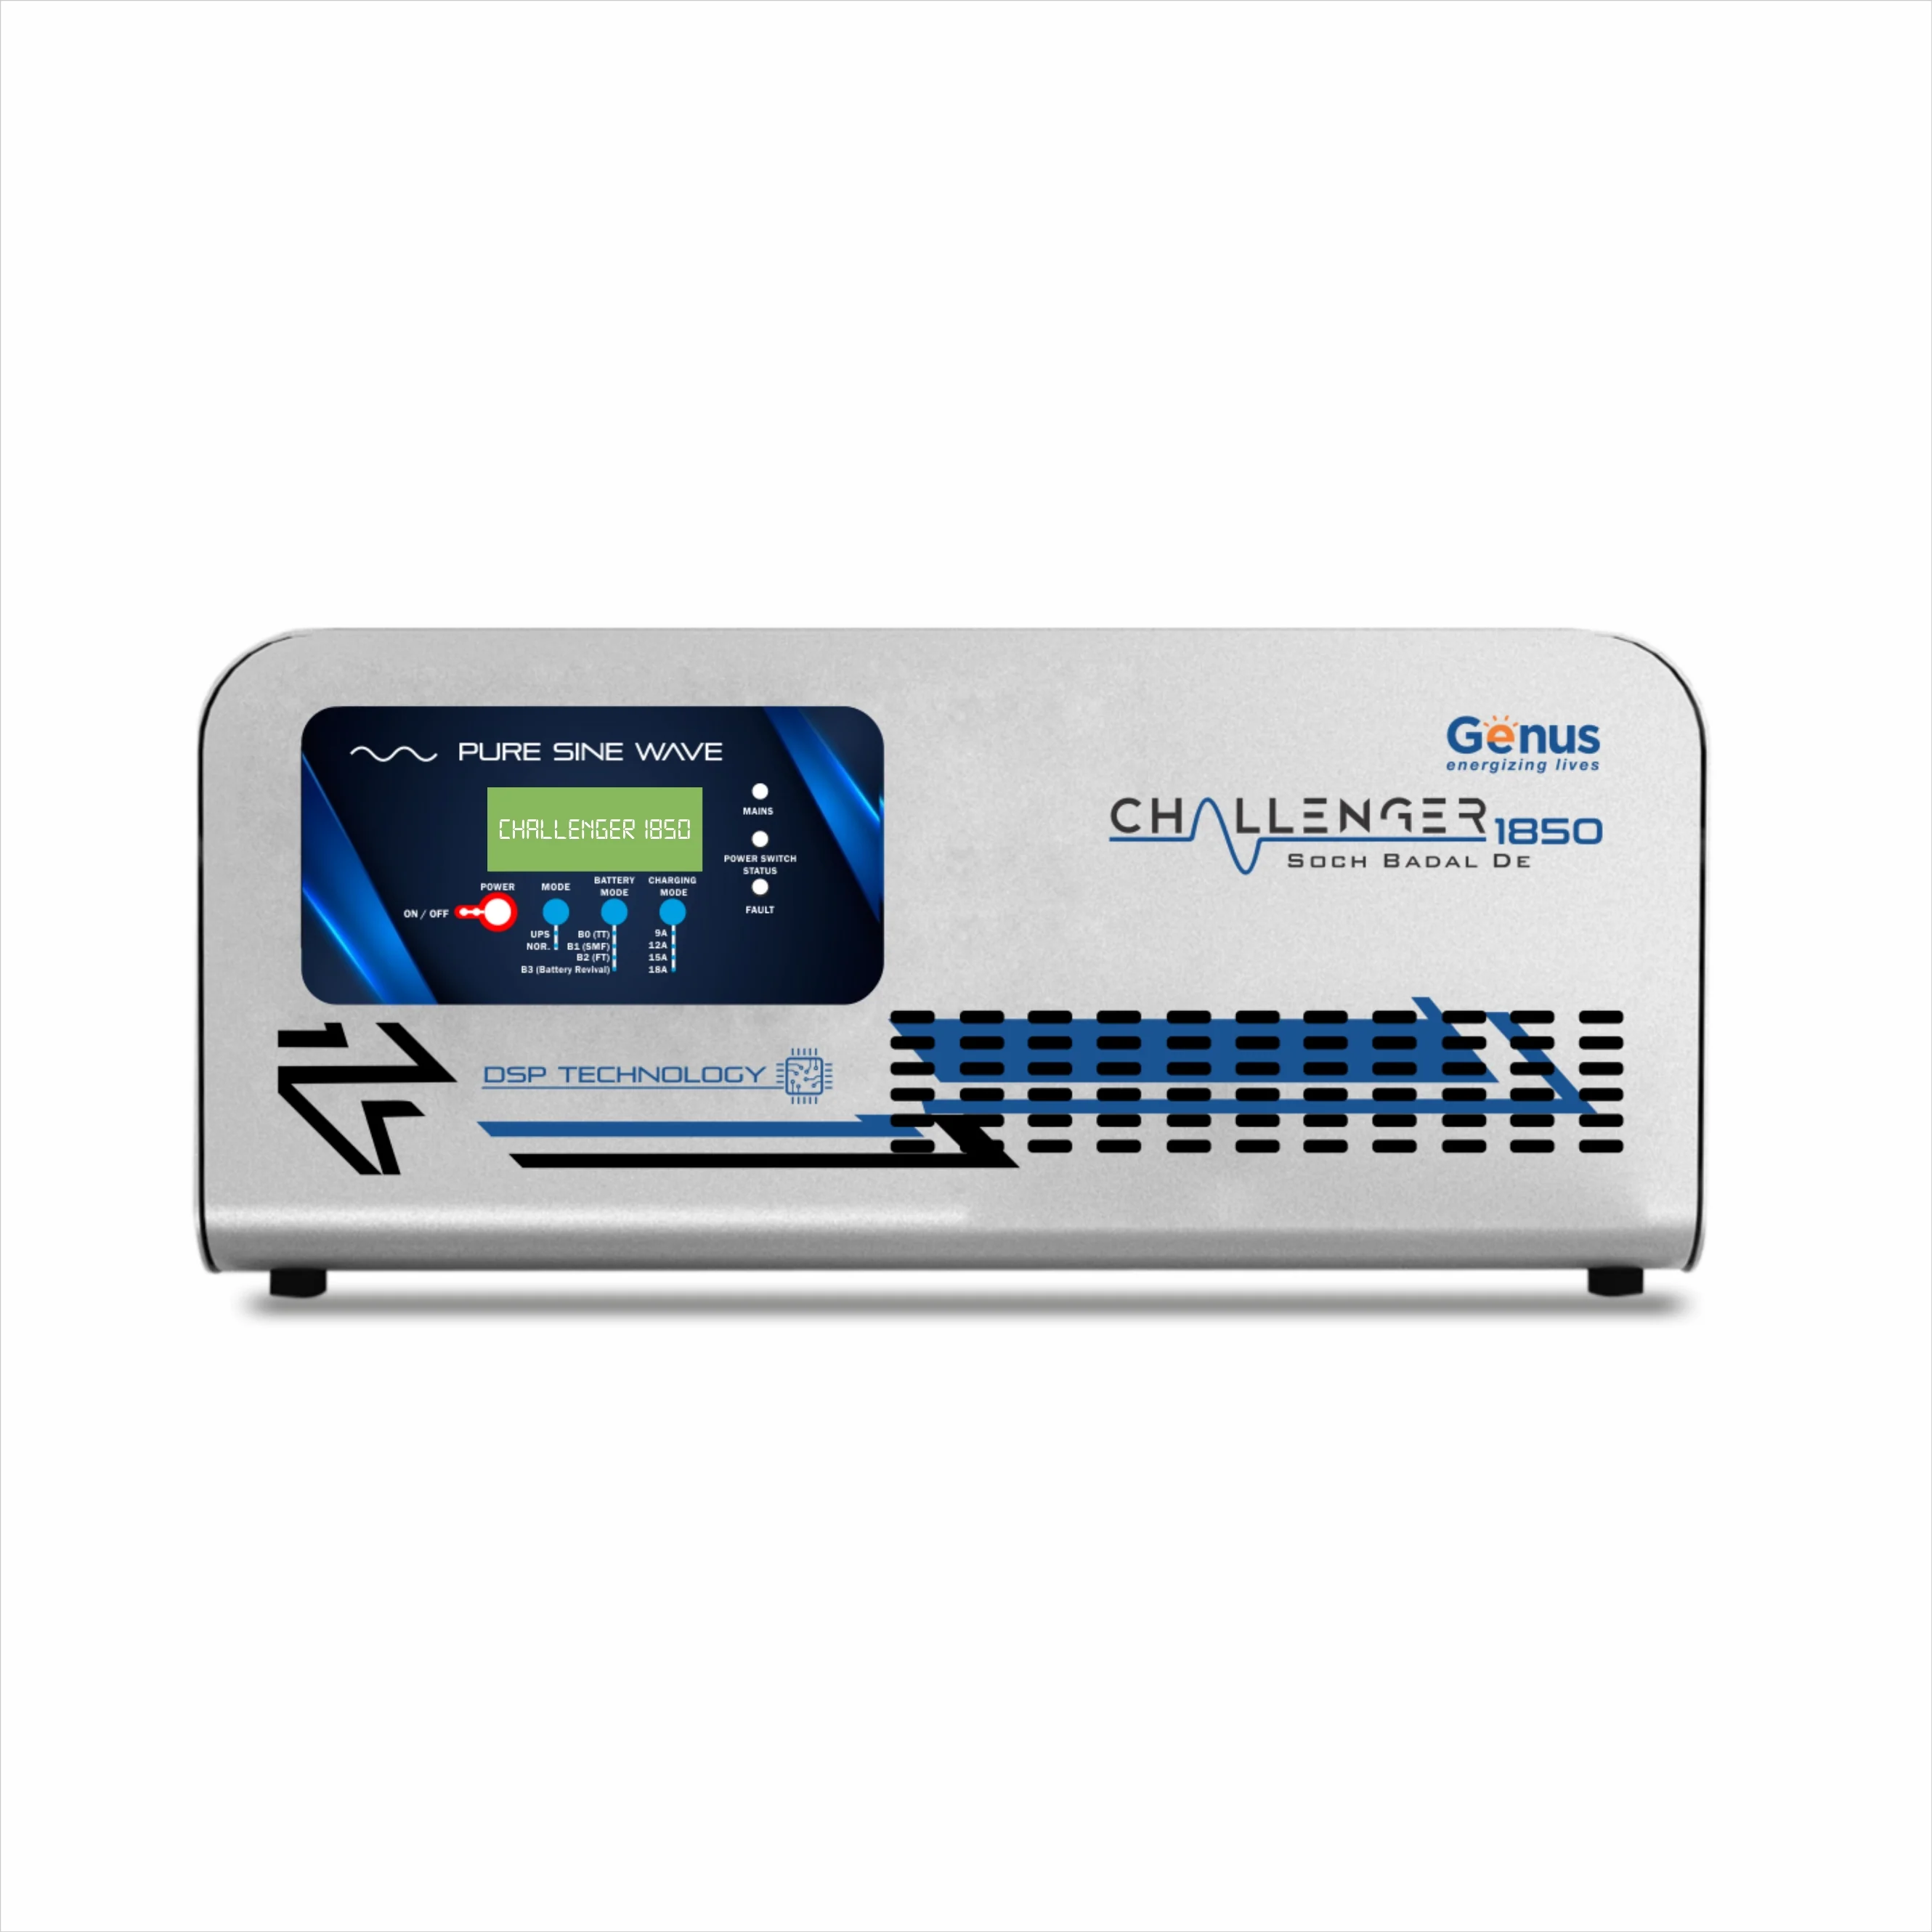 PURE SINE WAVE
CHALLENGER 1850
MAINS
POWER SWITCH
STATUS
FAULT
POWER
MODE
BATTERY
MODE
CHARGING
MODE
ON / OFF
UPS
NOR.
B0 (TT)
B1 (SMF)
B2 (FT)
B3 (Battery Revival)
9A
12A
15A
18A
Genus
energizing lives
CHALLENGER 1850
SOCH BADAL DE
DSP TECHNOLOGY